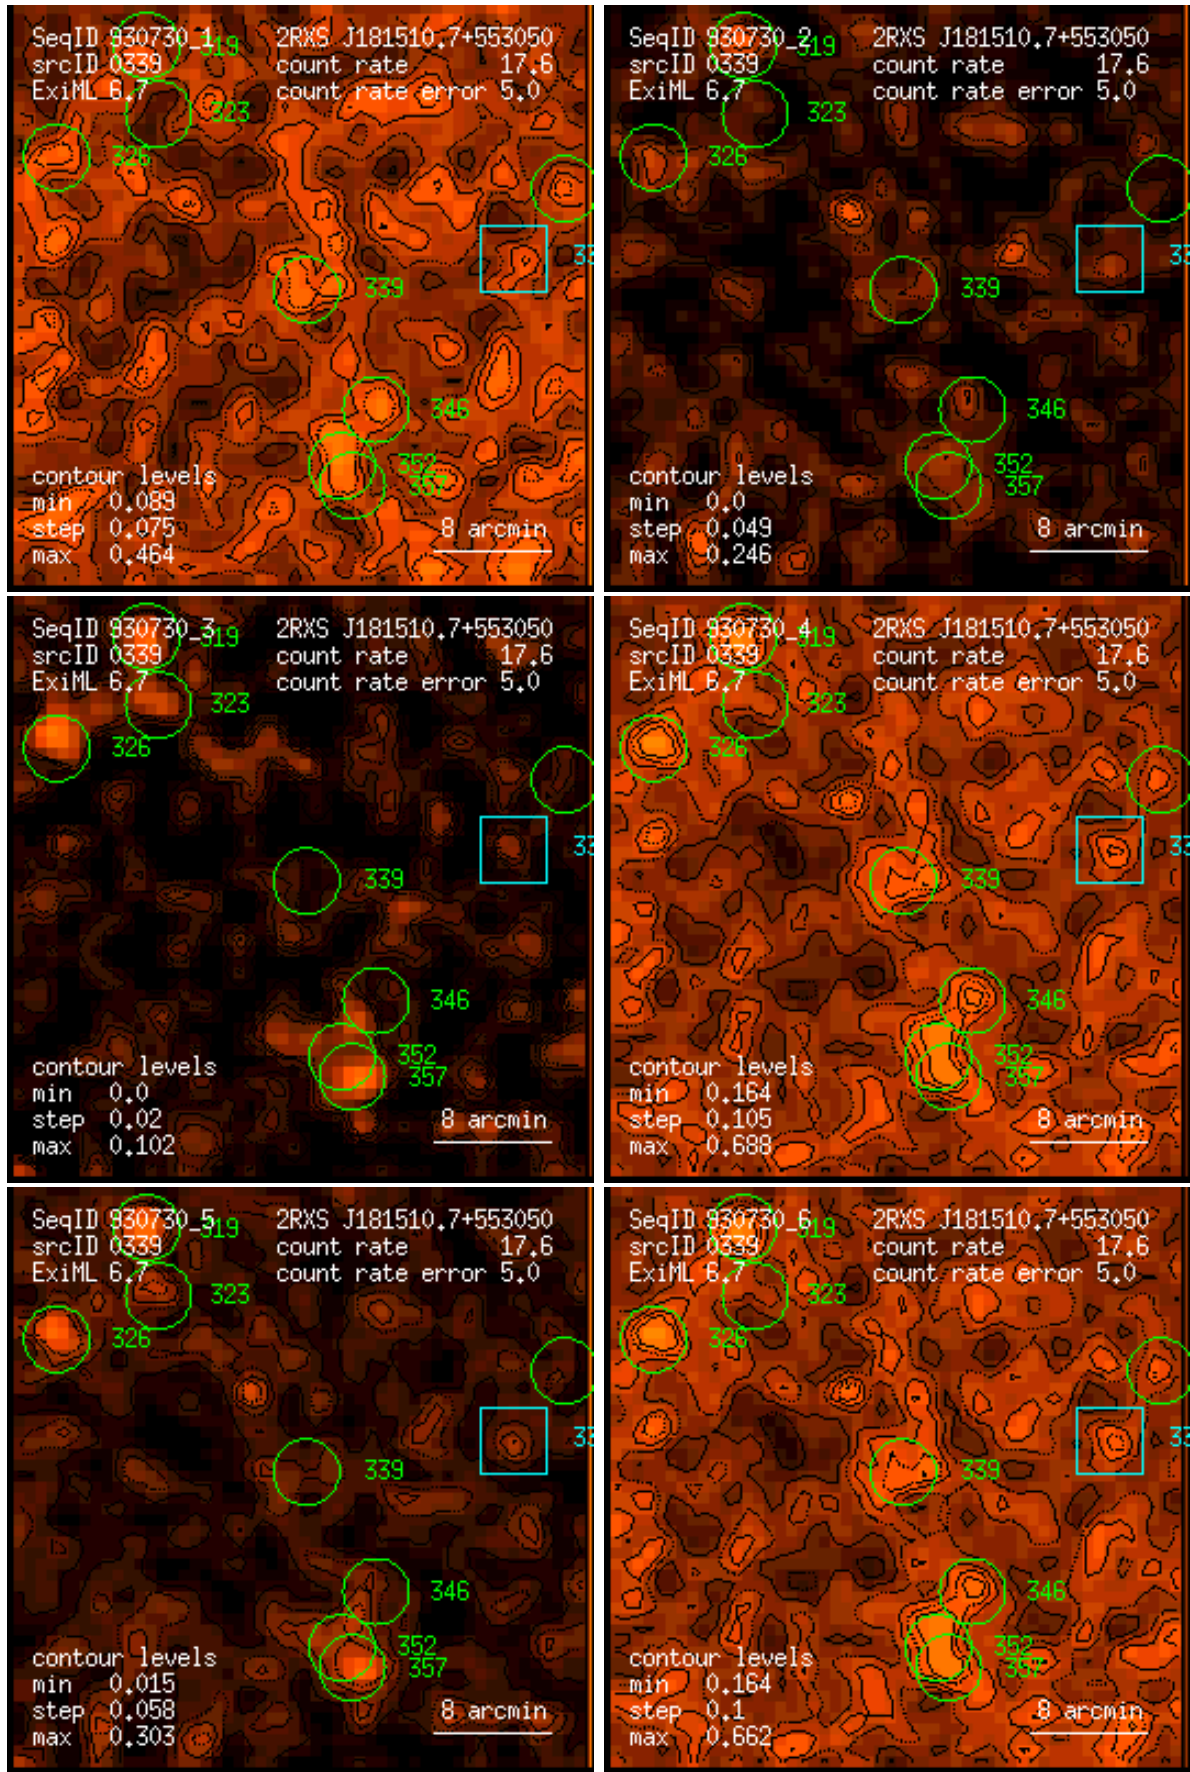 SeqID 930730_1 319 2RXS J181510.7+553050
srcID 0339 count rate 17.6
ExiML 6.7 count rate error 5.0
323
326
33
339
346
352
357
contour levels
min 0.089
step 0.075
max 0.464
8 arcmin
SeqID 930730_2 319 2RXS J181510.7+553050
srcID 0339 count rate 17.6
ExiML 6.7 count rate error 5.0
323
326
33
339
346
352
357
contour levels
min 0.0
step 0.049
max 0.246
8 arcmin
SeqID 930730_3 319 2RXS J181510.7+553050
srcID 0339 count rate 17.6
ExiML 6.7 count rate error 5.0
323
326
33
339
346
352
357
contour levels
min 0.0
step 0.02
max 0.102
8 arcmin
SeqID 930730_4 319 2RXS J181510.7+553050
srcID 0339 count rate 17.6
ExiML 6.7 count rate error 5.0
323
326
33
339
346
352
357
contour levels
min 0.164
step 0.105
max 0.688
8 arcmin
SeqID 930730_5 319 2RXS J181510.7+553050
srcID 0339 count rate 17.6
ExiML 6.7 count rate error 5.0
323
326
33
339
346
352
357
contour levels
min 0.015
step 0.058
max 0.303
8 arcmin
SeqID 930730_6 319 2RXS J181510.7+553050
srcID 0339 count rate 17.6
ExiML 6.7 count rate error 5.0
323
326
33
339
346
352
357
contour levels
min 0.164
step 0.1
max 0.662
8 arcmin